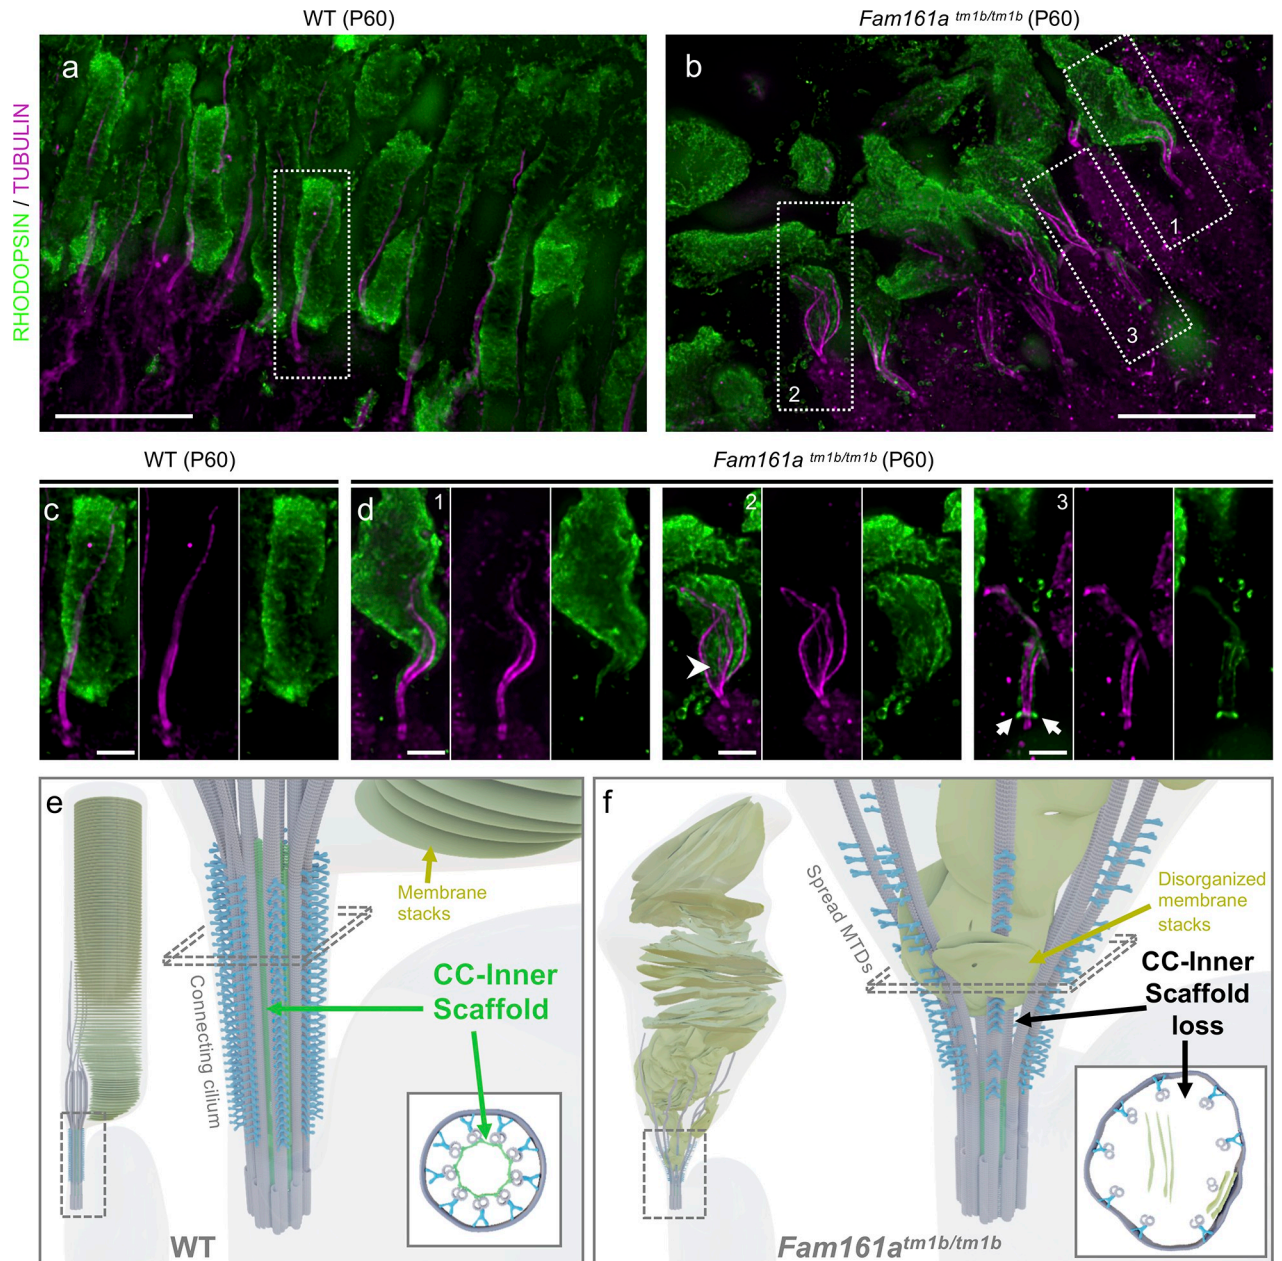 WT (P60)
Fam161a tm1b/tm1b (P60)
RHODOPSIN / TUBULIN
a
b
1
2
3
WT (P60)
Fam161a tm1b/tm1b (P60)
c
d
1
2
3
e
Membrane
stacks
Connecting cilium
CC-Inner
Scaffold
WT
f
Spread MTDs
Disorganized
membrane
stacks
CC-Inner
Scaffold
loss
Fam161a tm1b/tm1b